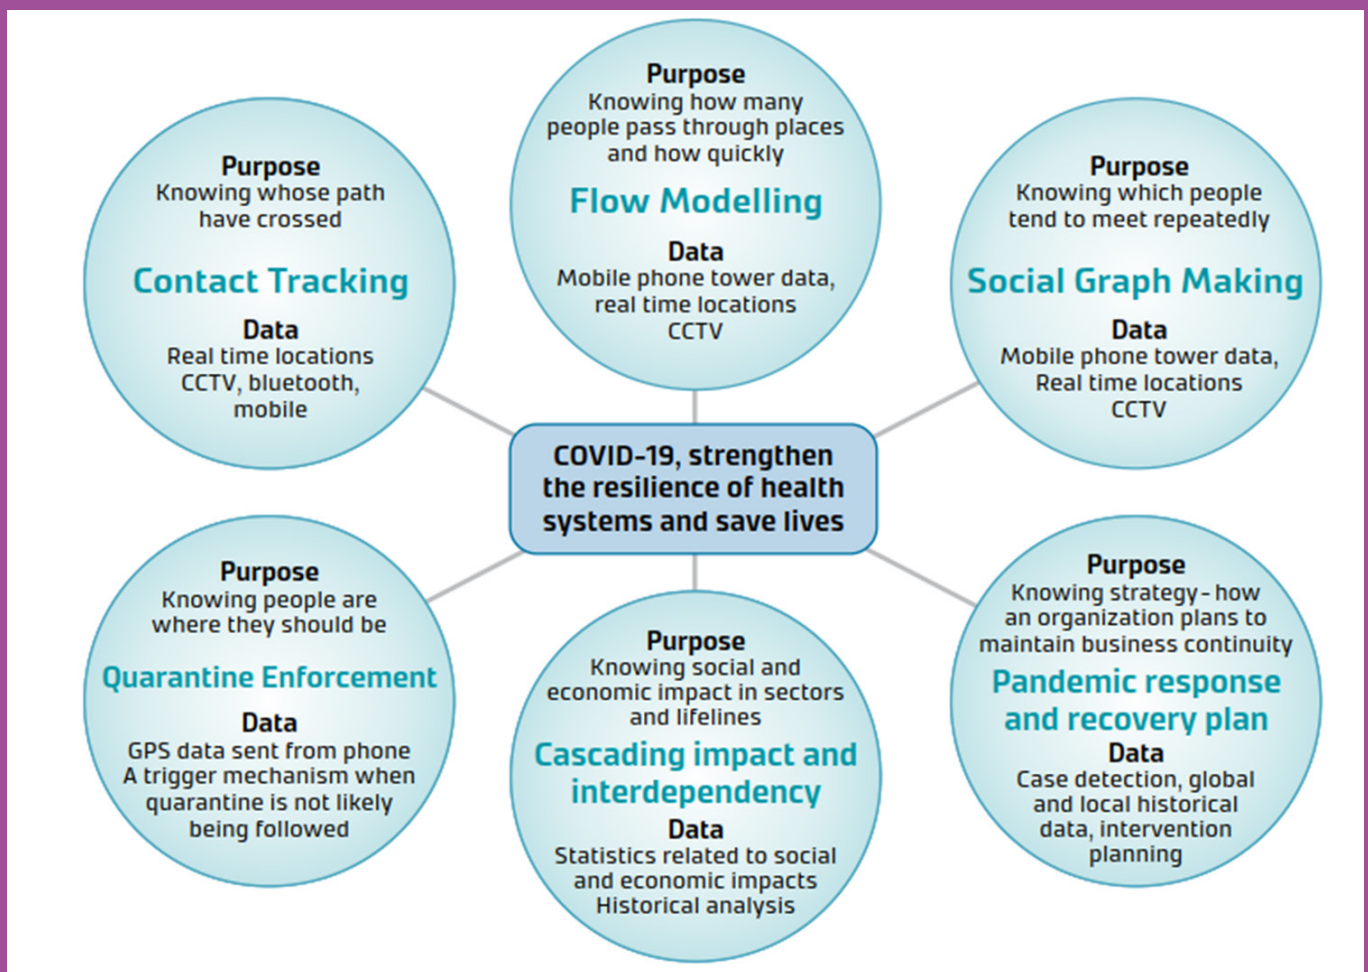 Purpose
Knowing whose path
have crossed
Contact Tracking
Data
Real time locations
CCTV, bluetooth,
mobile
Purpose
Knowing how many
people pass through places
and how quickly
Flow Modelling
Data
Mobile phone tower data,
real time locations
CCTV
Purpose
Knowing which people
tend to meet repeatedly
Social Graph Making
Data
Mobile phone tower data,
Real time locations
CCTV
COVID-19, strengthen
the resilience of health
systems and save lives
Purpose
Knowing people are
where they should be
Quarantine Enforcement
Data
GPS data sent from phone
A trigger mechanism when
quarantine is not likely
being followed
Purpose
Knowing social and
economic impact in sectors
and lifelines
Cascading impact and
interdependency
Data
Statistics related to social
and economic impacts
Historical analysis
Purpose
Knowing strategy - how
an organization plans to
maintain business continuity
Pandemic response
and recovery plan
Data
Case detection, global
and local historical
data, intervention
planning